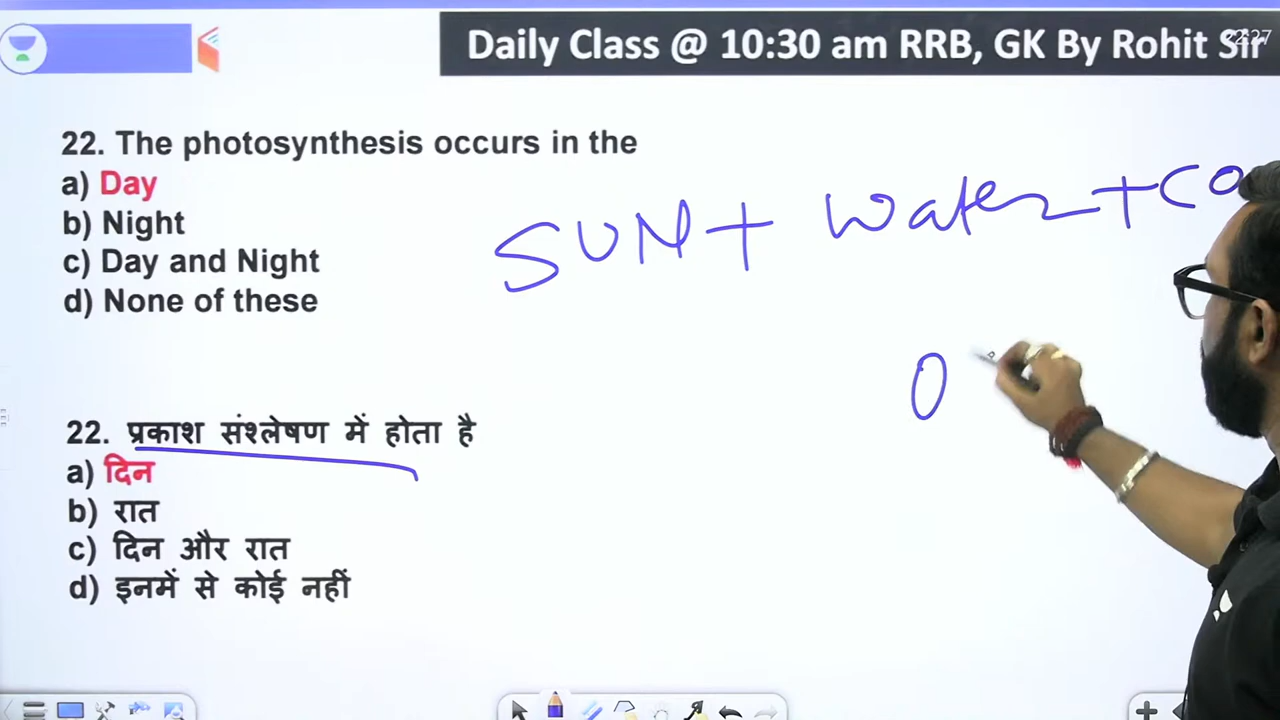 Daily Class @ 10:30 am RRB, GK By Rohit Sir
22. The photosynthesis occurs in the
a) Day
b) Night
c) Day and Night
d) None of these
SUN + Water + CO
O
22. प्रकाश संश्लेषण में होता है
a) दिन
b) रात
c) दिन और रात
d) इनमें से कोई नहीं